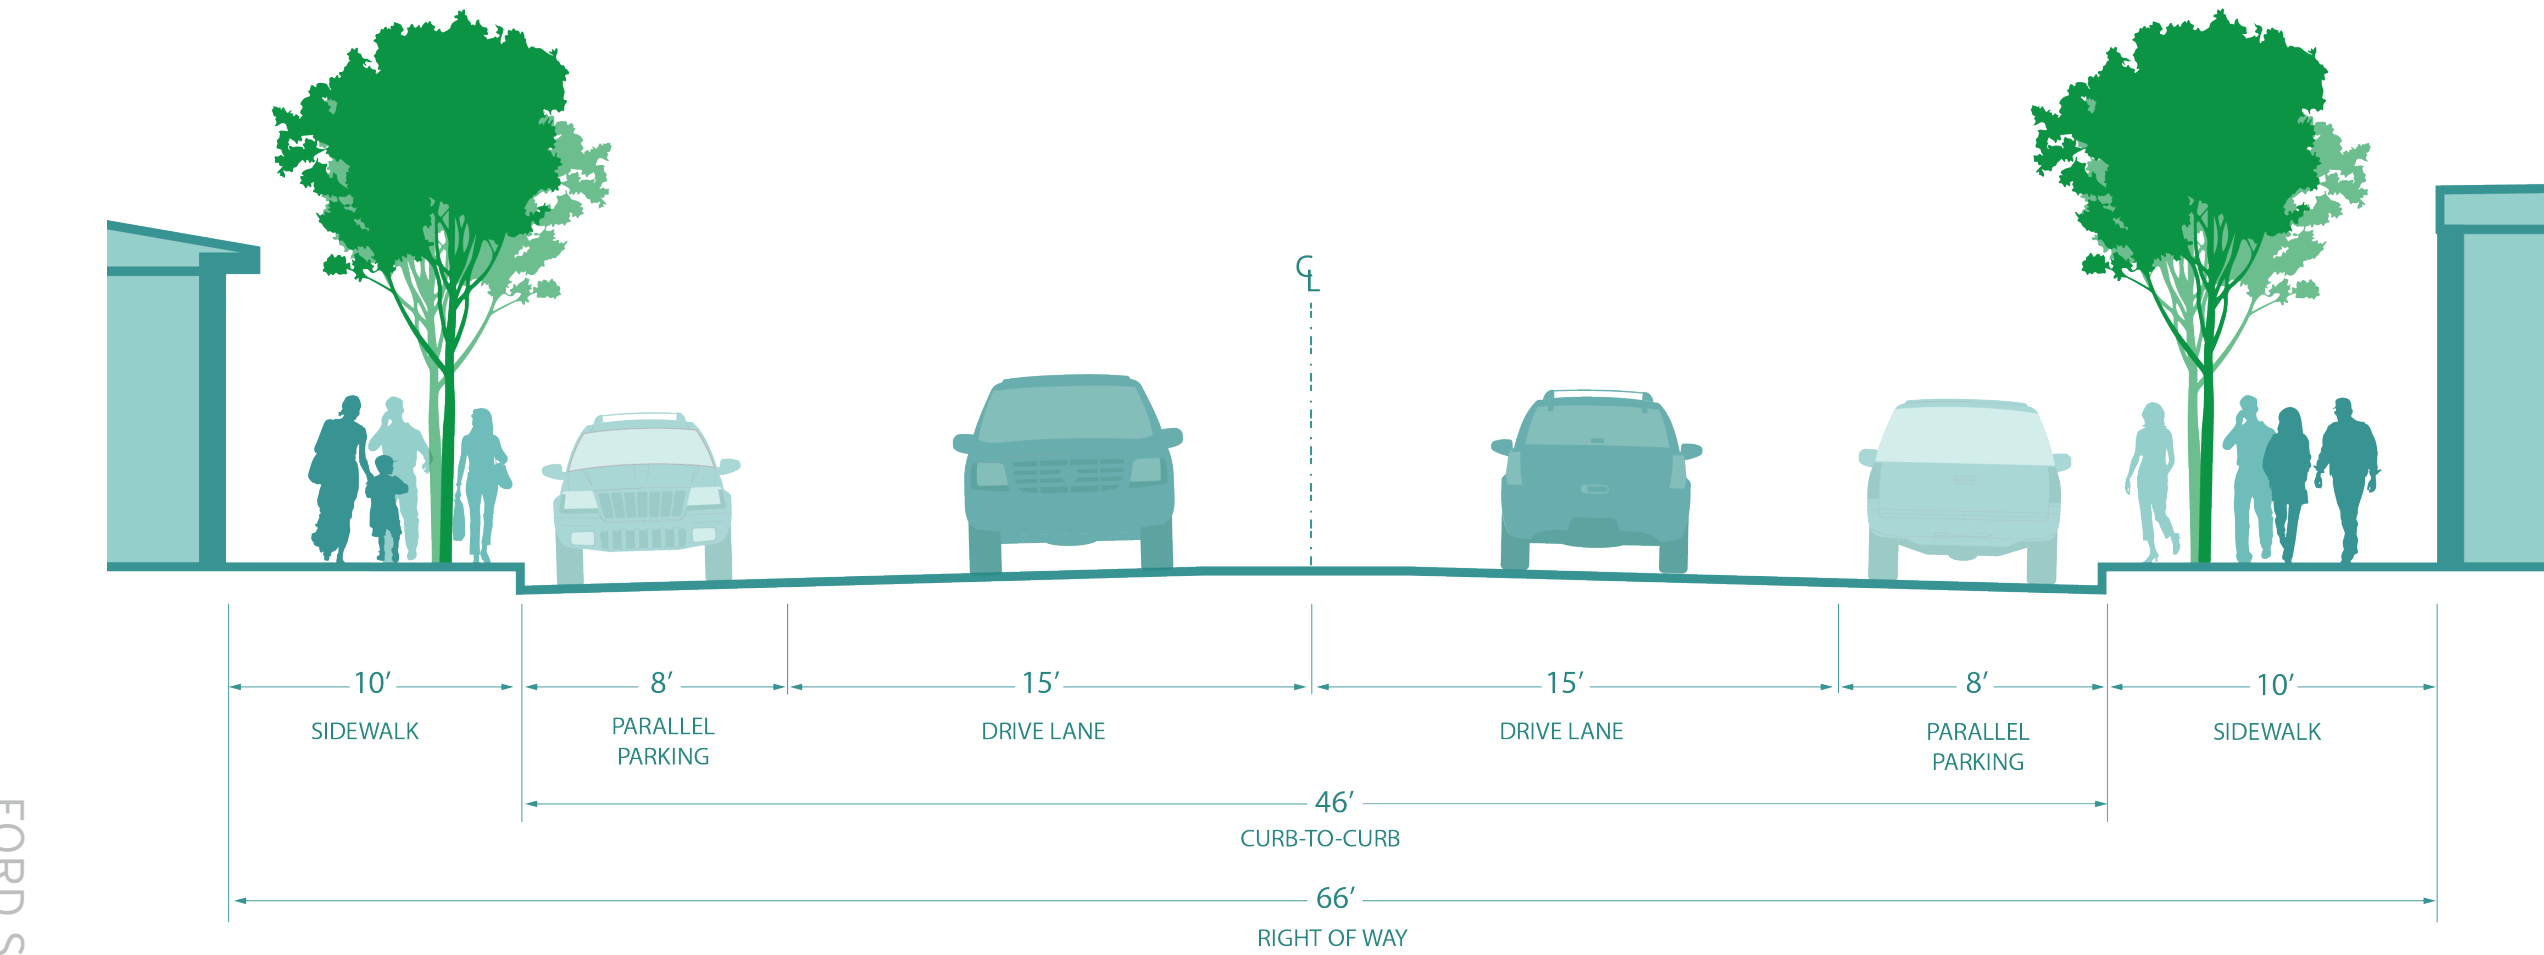 ℄
10’
8’
15’
15’
8’
10’
SIDEWALK
PARALLEL
PARKING
DRIVE LANE
DRIVE LANE
PARALLEL
PARKING
SIDEWALK
46’
CURB-TO-CURB
66’
RIGHT OF WAY
FORD S